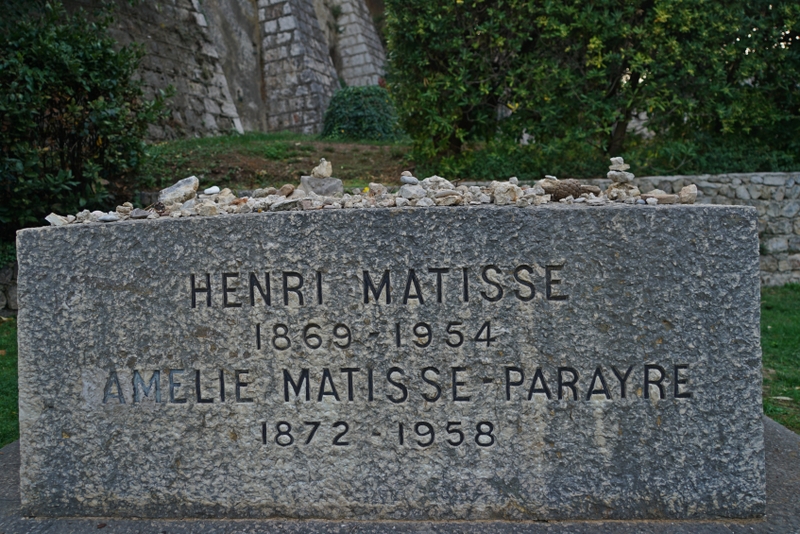 HENRI MATISSE
1869 - 1954
AMELIE MATISSE - PARAYRE
1872 - 1958